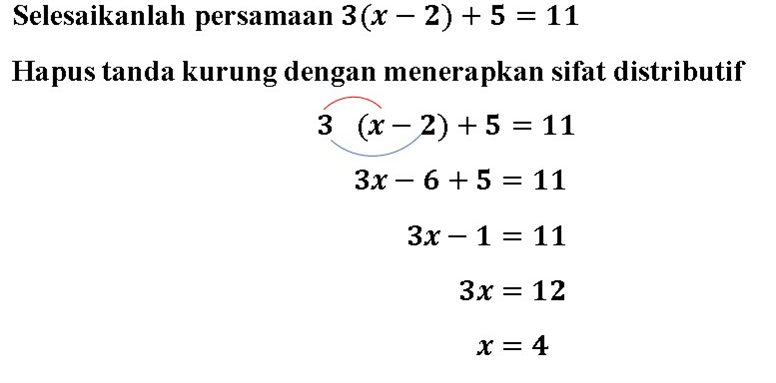 Selesaikanlah persamaan 3(x − 2) + 5 = 11
Hapus tanda kurung dengan menerapkan sifat distributif
3 (x − 2) + 5 = 11
3x − 6 + 5 = 11
3x − 1 = 11
3x = 12
x = 4